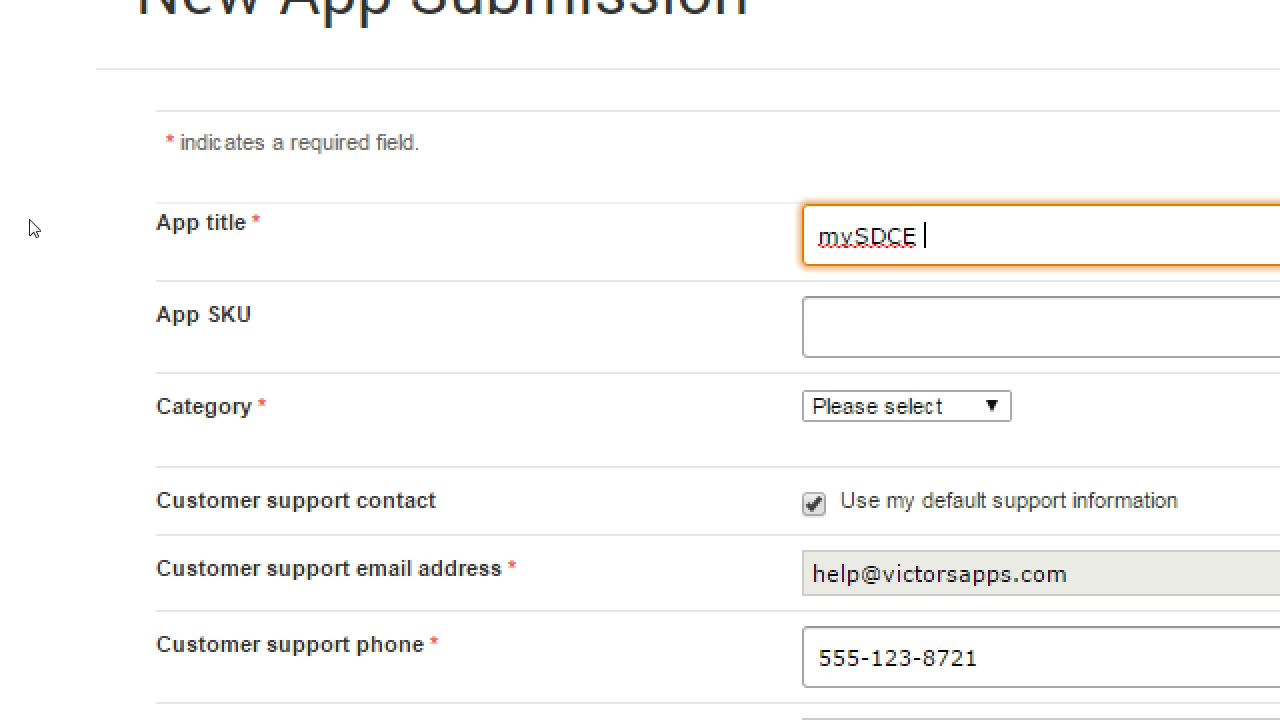 New App Submission
* indicates a required field.
App title *
mySDCE
App SKU
Category *
Please select
Customer support contact
Use my default support information
Customer support email address *
help@victorsapps.com
Customer support phone *
555-123-8721